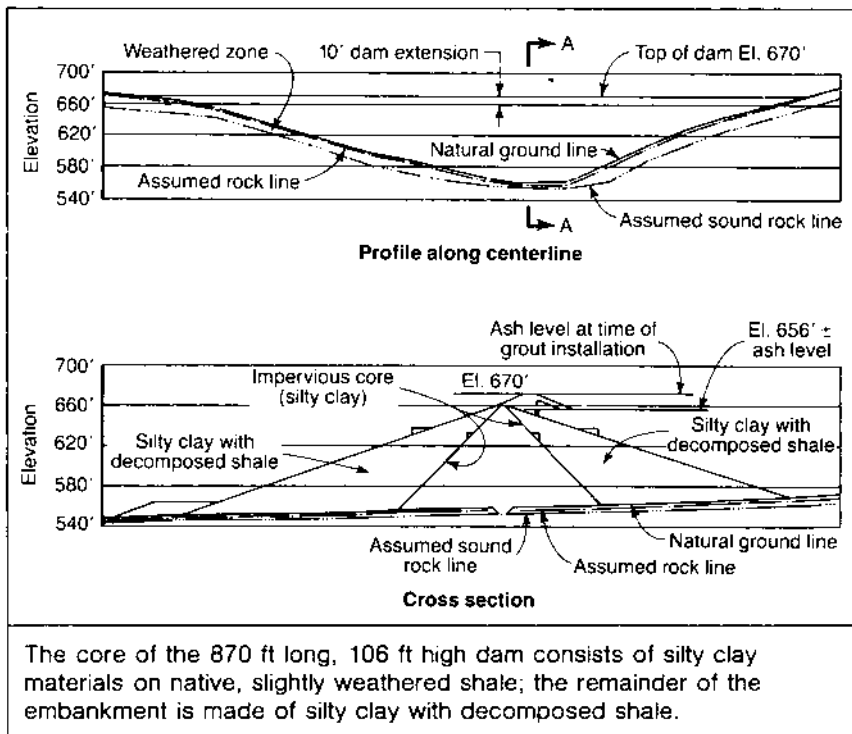 Weathered zone
10′ dam extension
A
Top of dam El. 670′
700′
660′
620′
580′
540′
Elevation
Natural ground line
Assumed rock line
A
Assumed sound rock line
Profile along centerline
Ash level at time of
grout installation
El. 656′ ±
ash level
700′
660′
620′
580′
540′
Elevation
Impervious core
(silty clay)
El. 670′
Silty clay with
decomposed shale
Silty clay with
decomposed shale
Assumed sound
rock line
Assumed rock line
Natural ground line
Cross section
The core of the 870 ft long, 106 ft high dam consists of silty clay
materials on native, slightly weathered shale; the remainder of the
embankment is made of silty clay with decomposed shale.